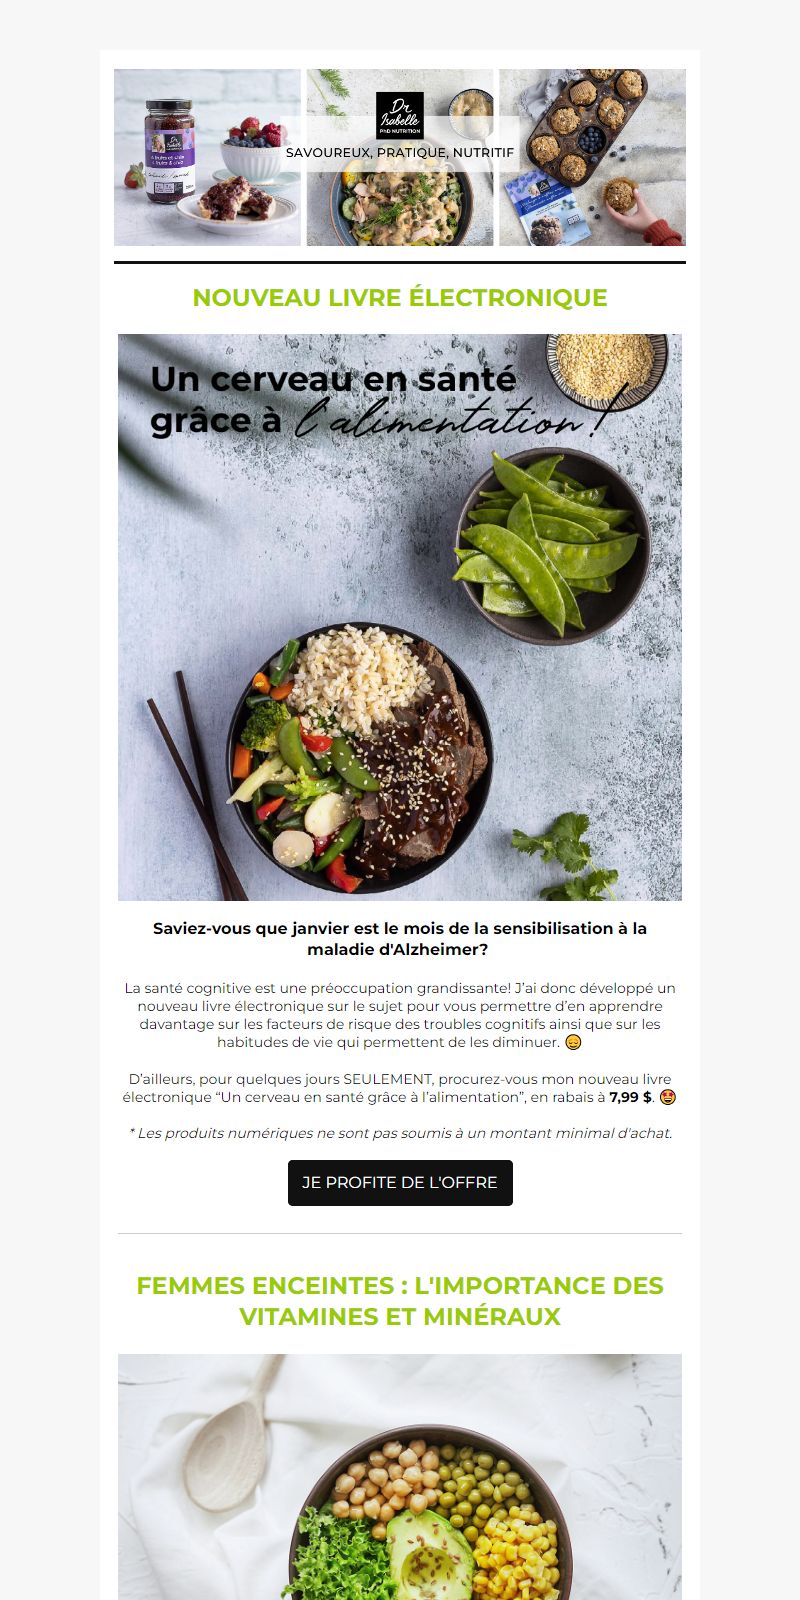 Dr
Isabelle
PhD NUTRITION
SAVOUREUX, PRATIQUE, NUTRITIF
NOUVEAU LIVRE ÉLECTRONIQUE
Un cerveau en santé
grâce à l'alimentation !
Saviez-vous que janvier est le mois de la sensibilisation à la
maladie d'Alzheimer?
La santé cognitive est une préoccupation grandissante! J’ai donc développé un
nouveau livre électronique sur le sujet pour vous permettre d’en apprendre
davantage sur les facteurs de risque des troubles cognitifs ainsi que sur les
habitudes de vie qui permettent de les diminuer. 😌
D’ailleurs, pour quelques jours SEULEMENT, procurez-vous mon nouveau livre
électronique “Un cerveau en santé grâce à l’alimentation”, en rabais à 7,99 $. 🤩
* Les produits numériques ne sont pas soumis à un montant minimal d'achat.
JE PROFITE DE L'OFFRE
FEMMES ENCEINTES : L'IMPORTANCE DES
VITAMINES ET MINÉRAUX